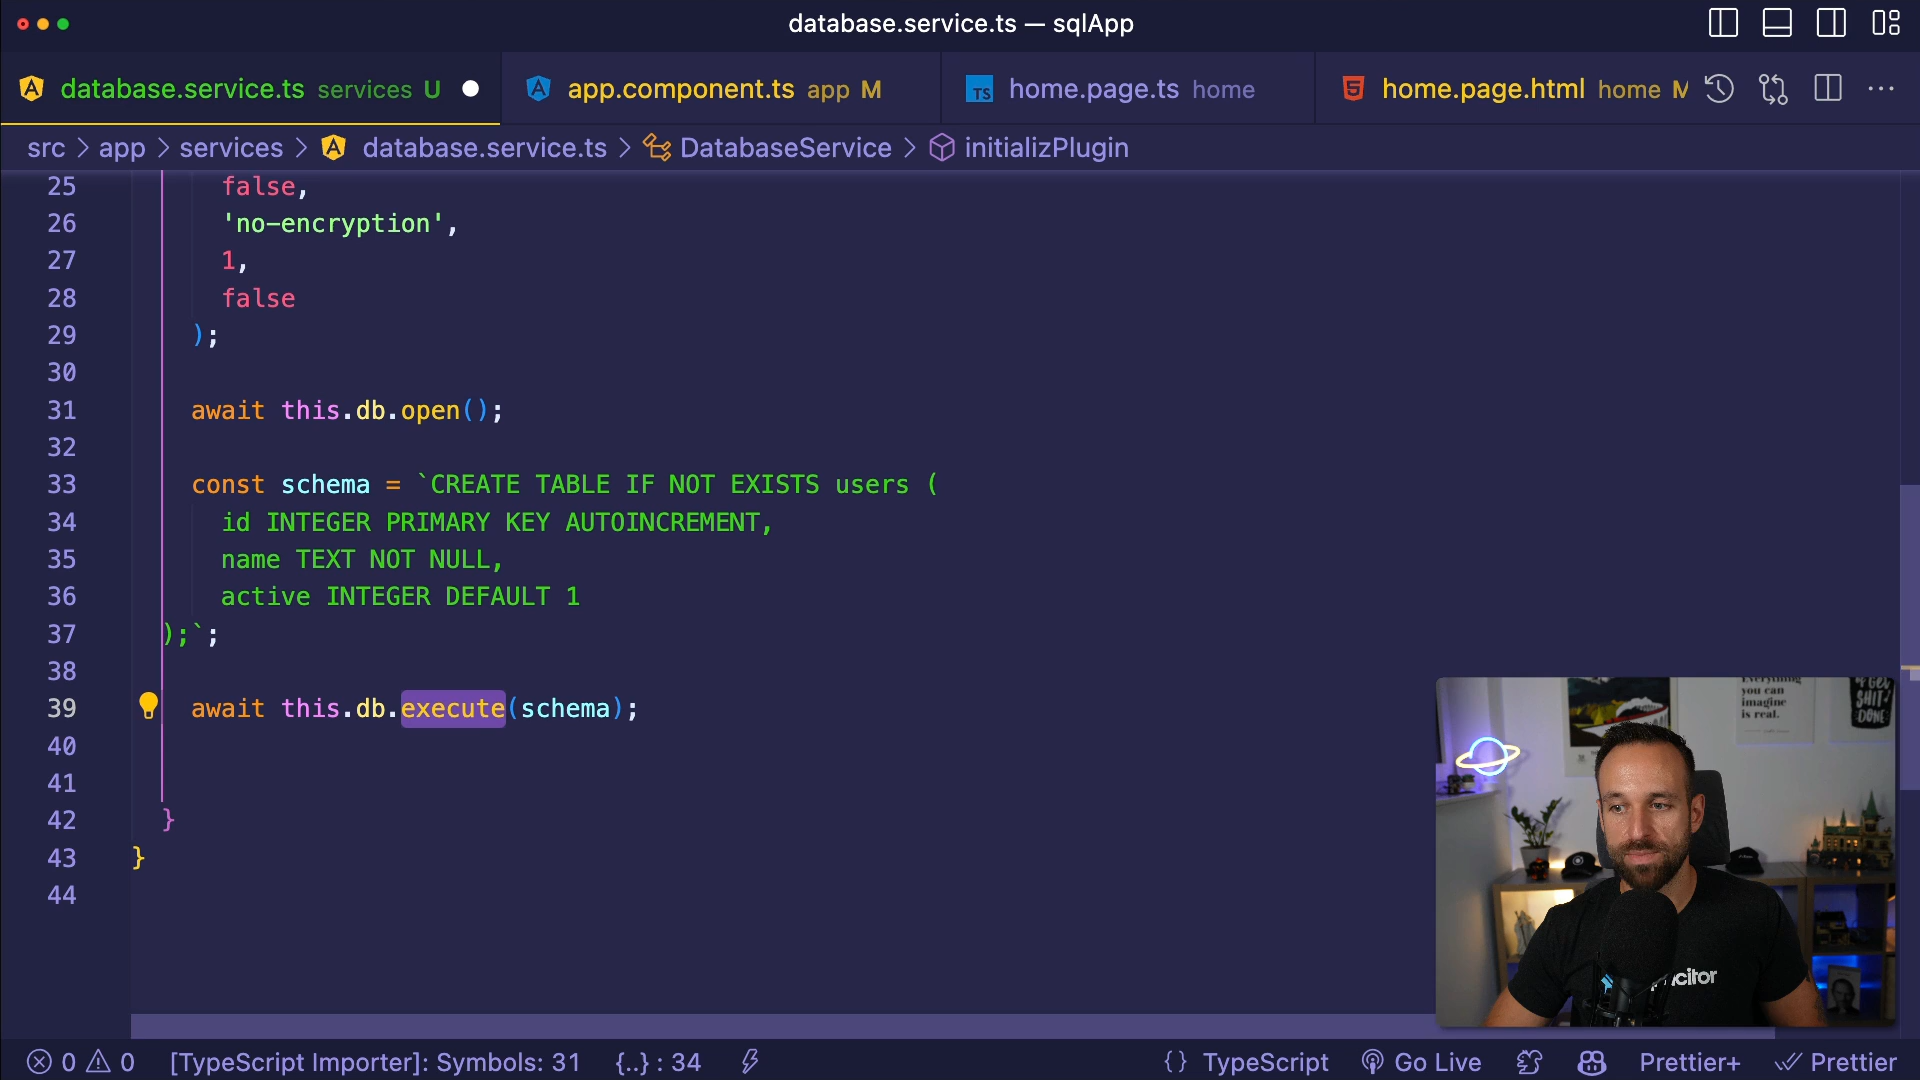 database.service.ts — sqlApp
database.service.ts services U
app.component.ts app M
home.page.ts home
home.page.html home M
src > app > services > database.service.ts > DatabaseService > initializPlugin
25 false,
26 'no-encryption',
27 1,
28 false
29 );
30
31 await this.db.open();
32
33 const schema = `CREATE TABLE IF NOT EXISTS users (
34 id INTEGER PRIMARY KEY AUTOINCREMENT,
35 name TEXT NOT NULL,
36 active INTEGER DEFAULT 1
37 );`;
38
39 await this.db.execute(schema);
40
41
42 }
43 }
44
you can
imagine
is real.
SHIT
DONE
0 0 [TypeScript Importer]: Symbols: 31 {..} : 34
{} TypeScript Go Live Prettier+ Prettier